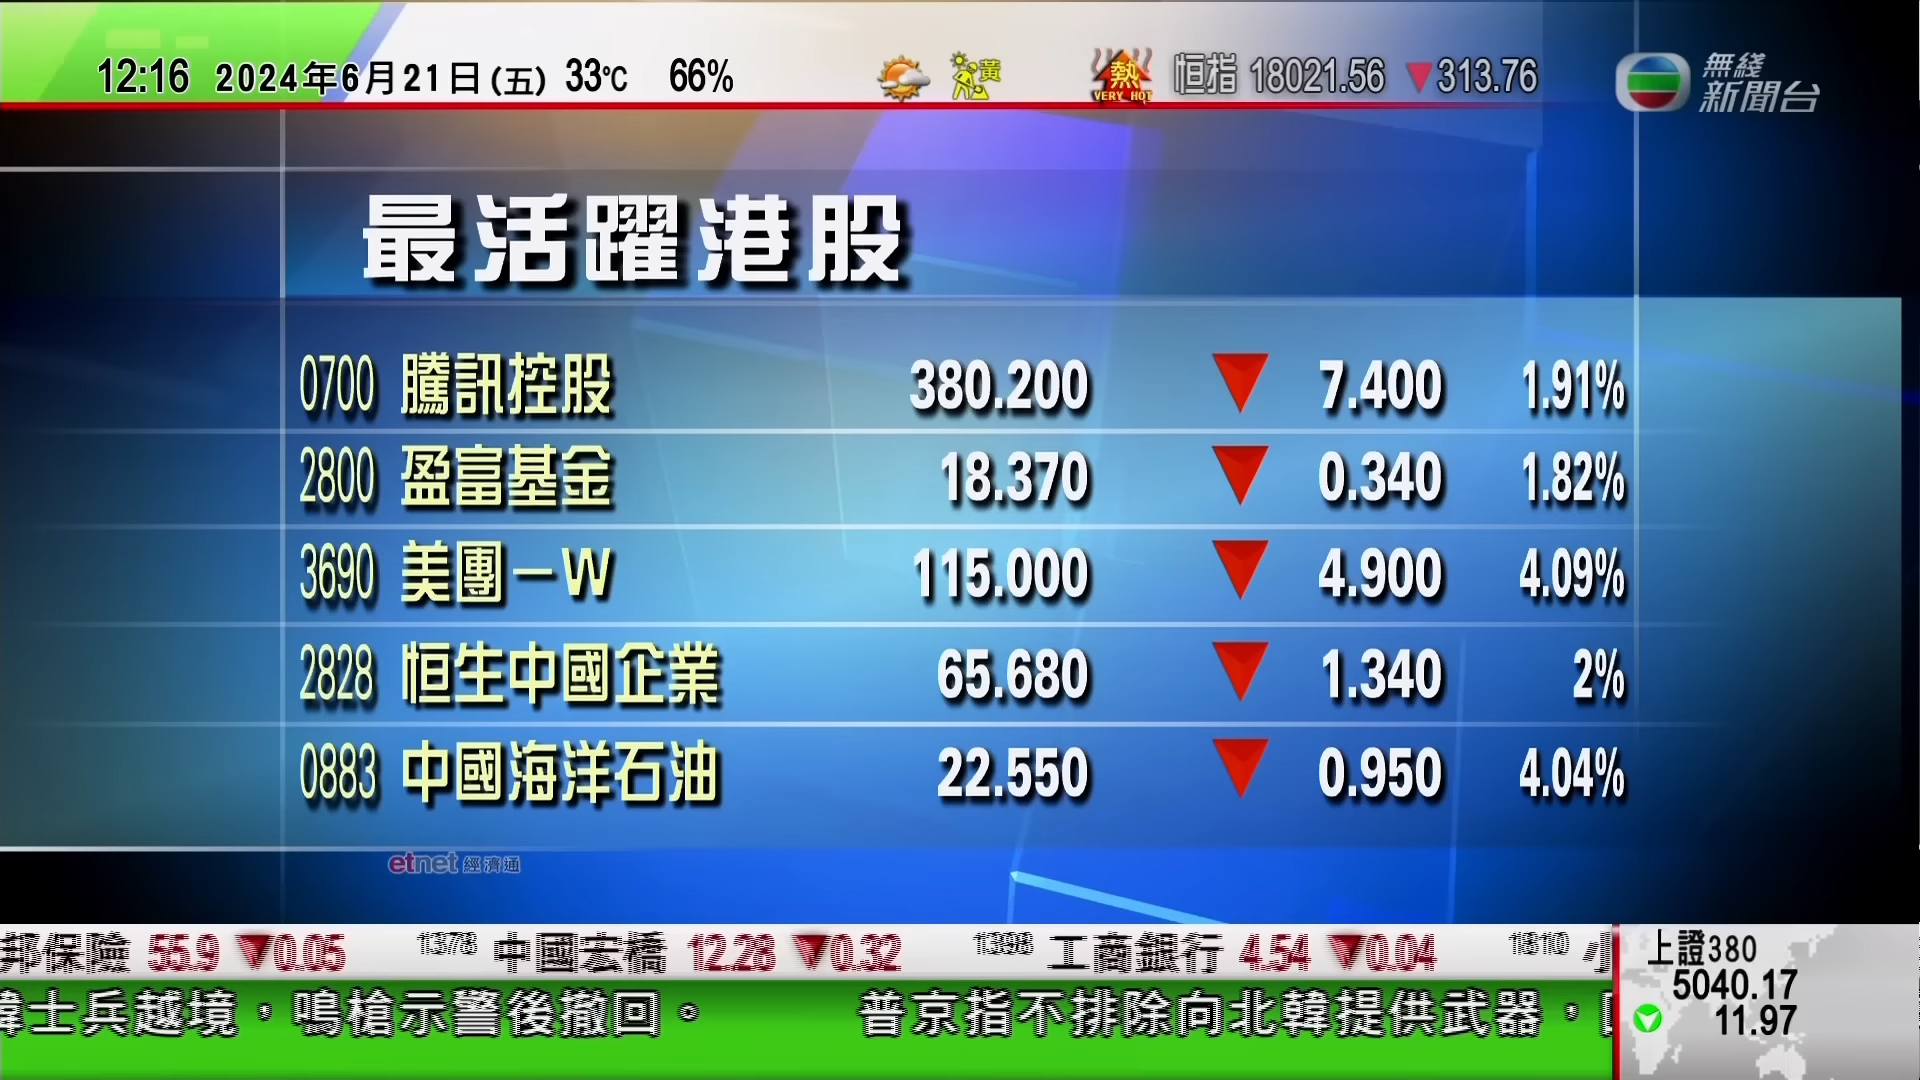 12:16 2024年6月21日(五) 33℃ 66% 黃 熱 VERY HOT 恒指 18021.56 ▼313.76
無綫
新聞台
最活躍港股
0700 騰訊控股 380.200 ▼ 7.400 1.91%
2800 盈富基金 18.370 ▼ 0.340 1.82%
3690 美團－W 115.000 ▼ 4.900 4.09%
2828 恒生中國企業 65.680 ▼ 1.340 2%
0883 中國海洋石油 22.550 ▼ 0.950 4.04%
etnet 經濟通
邦保險 55.9 ▼0.05 1378 中國宏橋 12.28 ▼0.32 1398 工商銀行 4.54 ▼0.04 1810
上證380
5040.17
11.97
士兵越境，鳴槍示警後撤回。 普京指不排除向北韓提供武器，